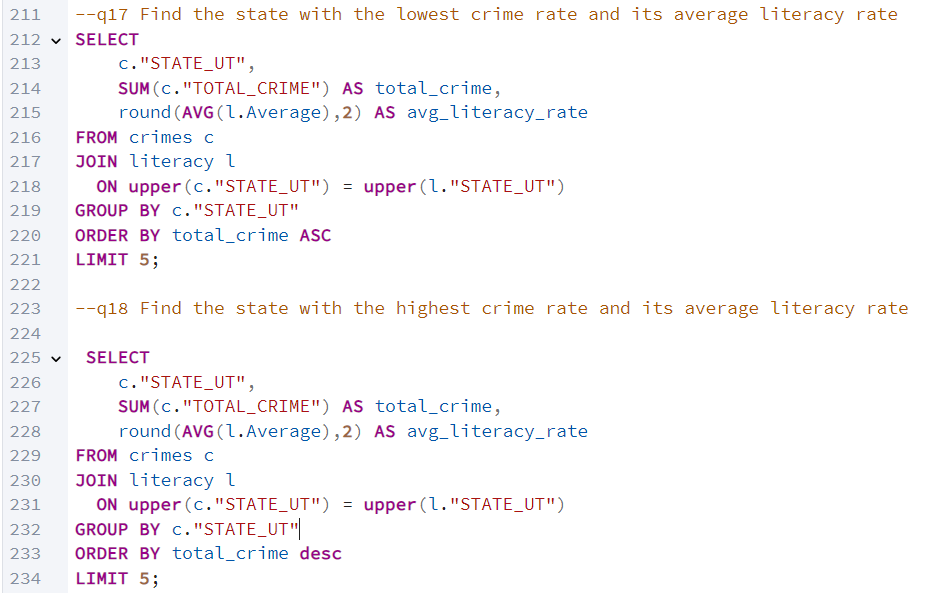 211 --q17 Find the state with the lowest crime rate and its average literacy rate
212 SELECT
213 c."STATE_UT",
214 SUM(c."TOTAL_CRIME") AS total_crime,
215 round(AVG(l.Average),2) AS avg_literacy_rate
216 FROM crimes c
217 JOIN literacy l
218 ON upper(c."STATE_UT") = upper(l."STATE_UT")
219 GROUP BY c."STATE_UT"
220 ORDER BY total_crime ASC
221 LIMIT 5;
222
223 --q18 Find the state with the highest crime rate and its average literacy rate
224
225 SELECT
226 c."STATE_UT",
227 SUM(c."TOTAL_CRIME") AS total_crime,
228 round(AVG(l.Average),2) AS avg_literacy_rate
229 FROM crimes c
230 JOIN literacy l
231 ON upper(c."STATE_UT") = upper(l."STATE_UT")
232 GROUP BY c."STATE_UT"
233 ORDER BY total_crime desc
234 LIMIT 5;